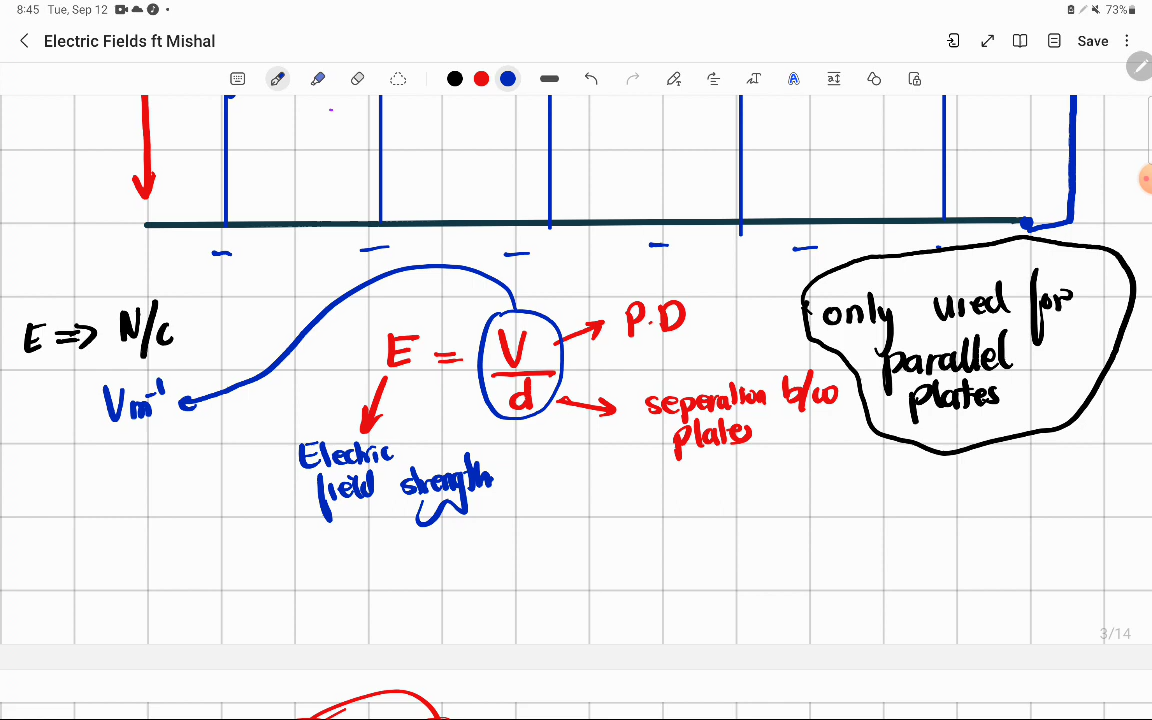 8:45 Tue, Sep 12
73%
Electric Fields ft Mishal
Save
E => N/C
Vm⁻¹
E = V/d
P.D
seperation b/w
plates
Electric
field strength
only used for
parallel
plates
3/14